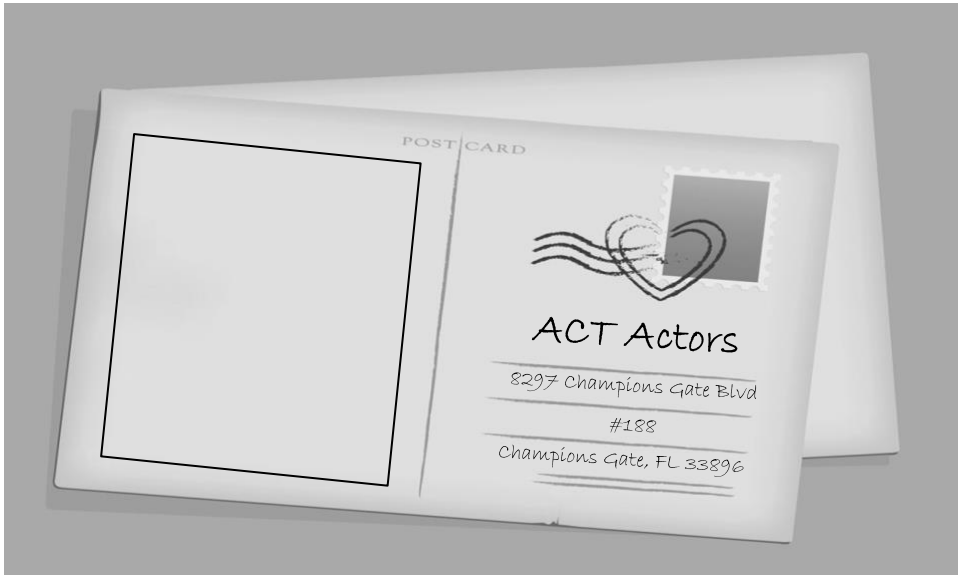 POST CARD
ACT Actors
8297 Champions Gate Blvd
#188
Champions Gate, FL 33896